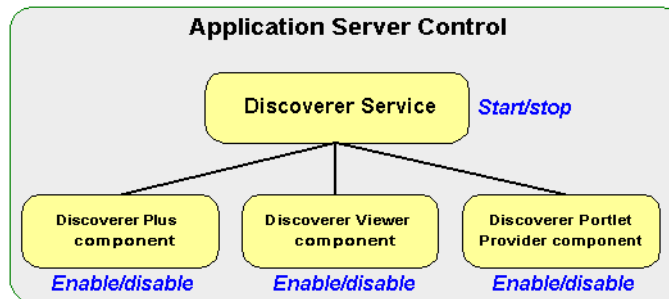 Application Server Control
Discoverer Service
Start/stop
Discoverer Plus
component
Discoverer Viewer
component
Discoverer Portlet
Provider component
Enable/disable
Enable/disable
Enable/disable